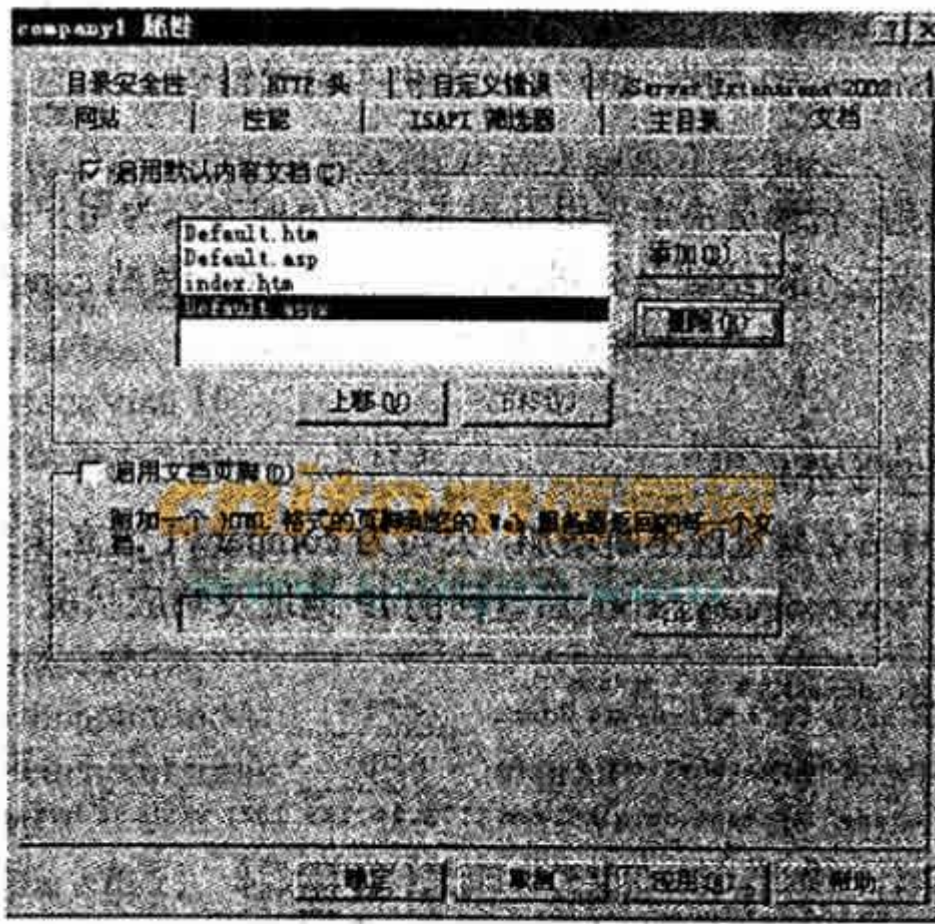 company1 属性
目录安全性 HTTP 头 自定义错误 Server Extensions 2002
网站 性能 ISAPI 筛选器 主目录 文档
启用默认内容文档(C)
Default.htm
Default.asp
index.htm
Default.aspx
添加(D)
删除(R)
上移(U)
下移(W)
启用文档页脚(O)
附加一个 HTML 格式的页脚到您的 Web 服务器返回的每一个文
档。
确定 取消 应用(A) 帮助